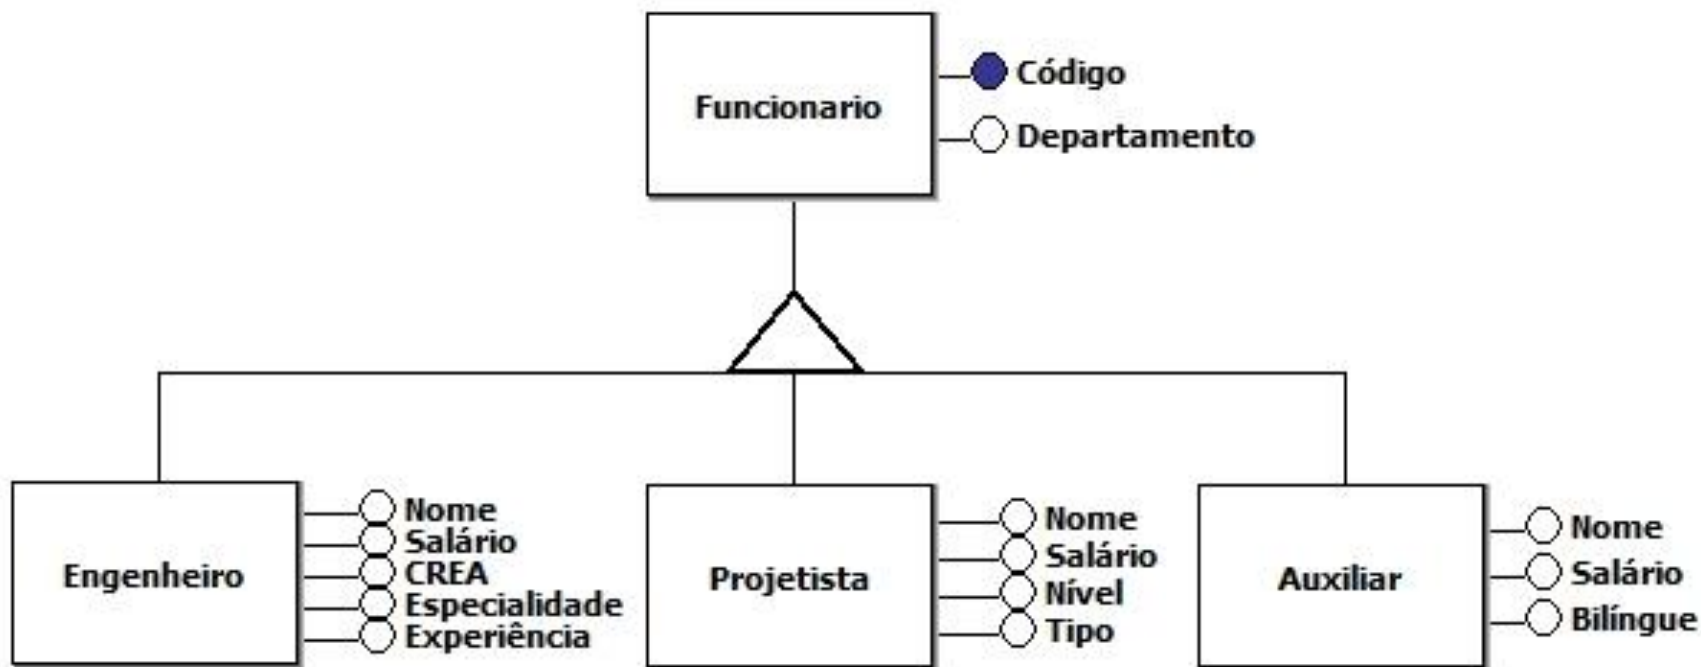 Funcionario
Código
Departamento
Engenheiro
Nome
Salário
CREA
Especialidade
Experiência
Projetista
Nome
Salário
Nível
Tipo
Auxiliar
Nome
Salário
Bilíngue